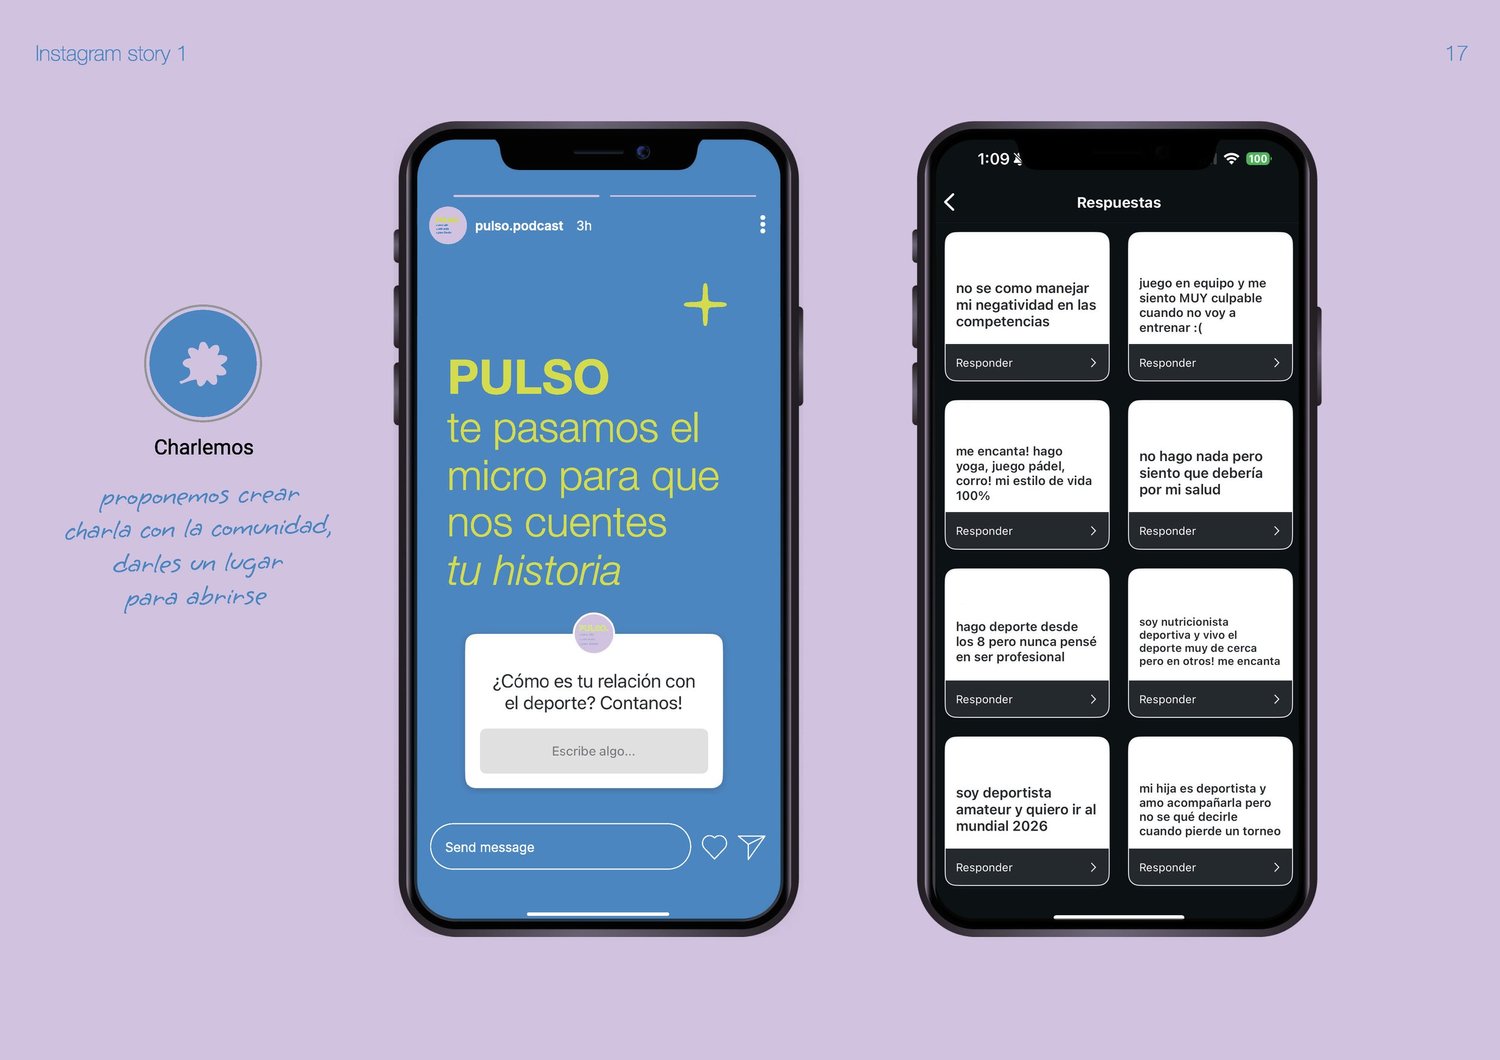 Instagram story 1
17
Charlemos
proponemos crear
charla con la comunidad,
darles un lugar
para abrirse
pulso.podcast 3h
PULSO
te pasamos el
micro para que
nos cuentes
tu historia
PULSO.
¿Cómo es tu relación con
el deporte? Contanos!
Escribe algo...
Send message
1:09
100
Respuestas
no se como manejar
mi negatividad en las
competencias
Responder
juego en equipo y me
siento MUY culpable
cuando no voy a
entrenar :(
Responder
me encanta! hago
yoga, juego pádel,
corro! mi estilo de vida
100%
Responder
no hago nada pero
siento que debería
por mi salud
Responder
hago deporte desde
los 8 pero nunca pensé
en ser profesional
Responder
soy nutricionista
deportiva y vivo el
deporte muy de cerca
pero en otros! me encanta
Responder
soy deportista
amateur y quiero ir al
mundial 2026
Responder
mi hija es deportista y
amo acompañarla pero
no se qué decirle
cuando pierde un torneo
Responder